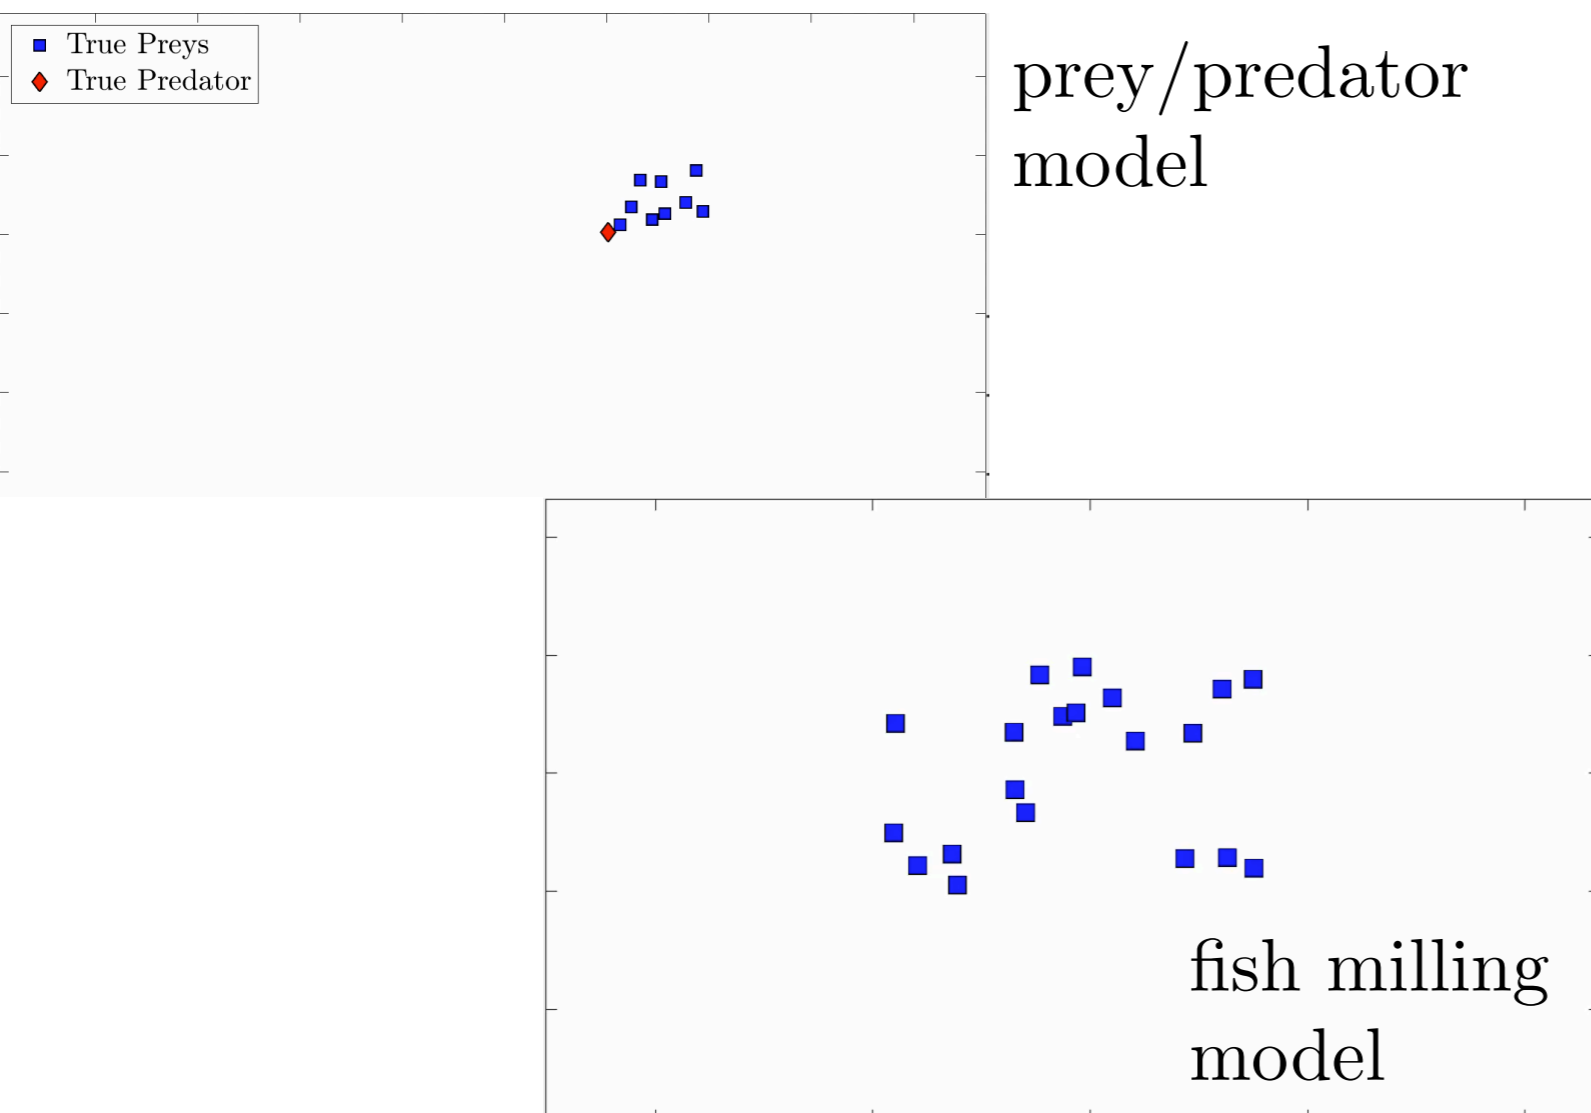 True Preys
True Predator
prey/predator
model
fish milling
model